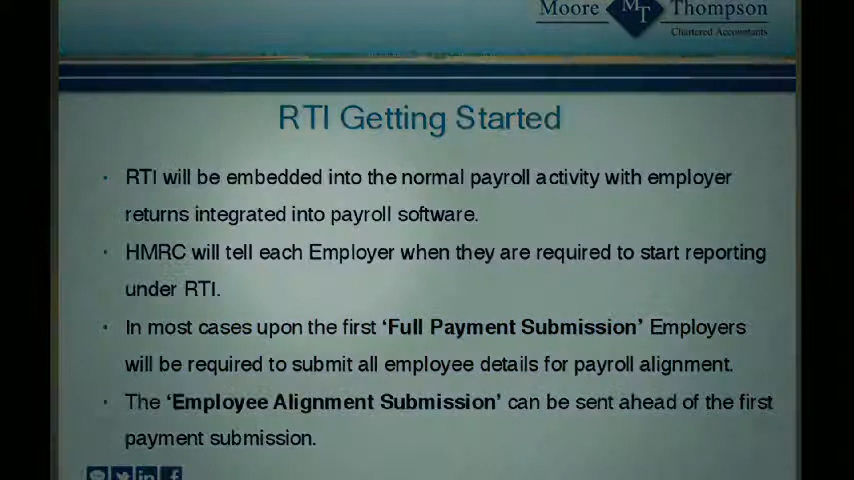 Moore MT Thompson
Chartered Accountants
RTI Getting Started
· RTI will be embedded into the normal payroll activity with employer
returns integrated into payroll software.
· HMRC will tell each Employer when they are required to start reporting
under RTI.
· In most cases upon the first ‘Full Payment Submission’ Employers
will be required to submit all employee details for payroll alignment.
· The ‘Employee Alignment Submission’ can be sent ahead of the first
payment submission.
in f